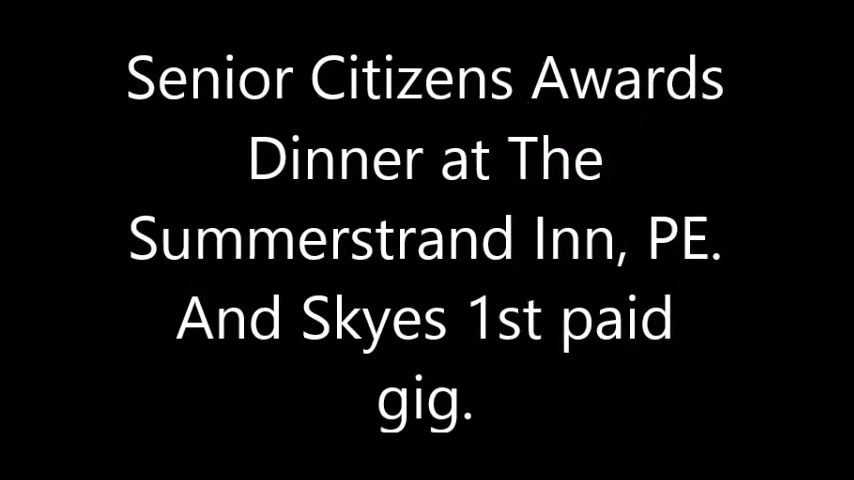 Senior Citizens Awards
Dinner at The
Summerstrand Inn, PE.
And Skyes 1st paid
gig.